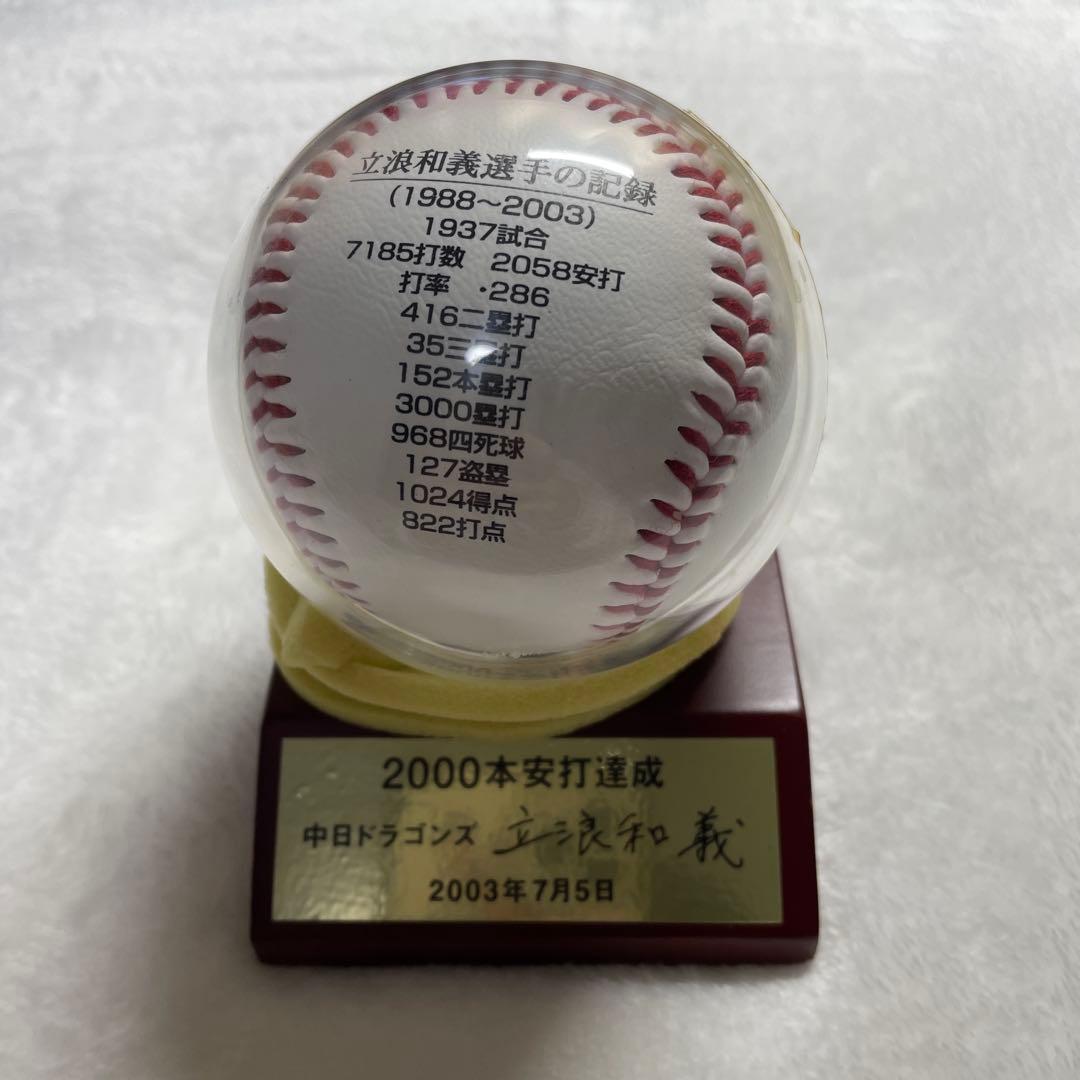 立浪和義選手の記録
(1988〜2003)
1937試合
7185打数 2058安打
打率 ・286
416二塁打
35三塁打
152本塁打
3000塁打
968四死球
127盗塁
1024得点
822打点
2000本安打達成
中日ドラゴンズ 立浪和義
2003年7月5日